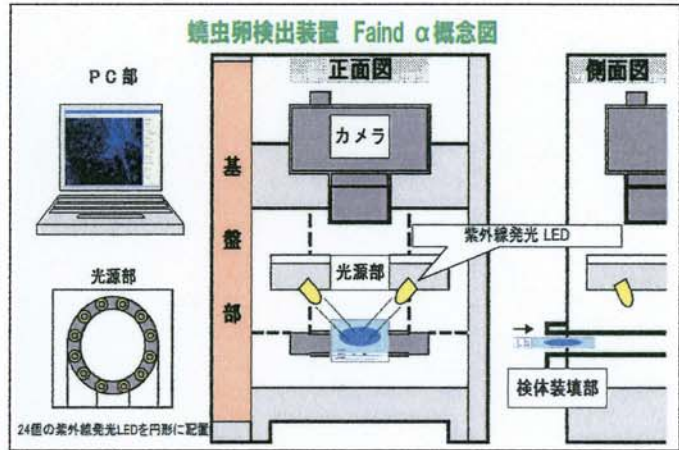 蟯虫卵検出装置 Faind α概念図
PC部
正面図
側面図
カメラ
基盤部
紫外線発光 LED
光源部
光源部
検体装填部
24個の紫外線発光LEDを円形に配置